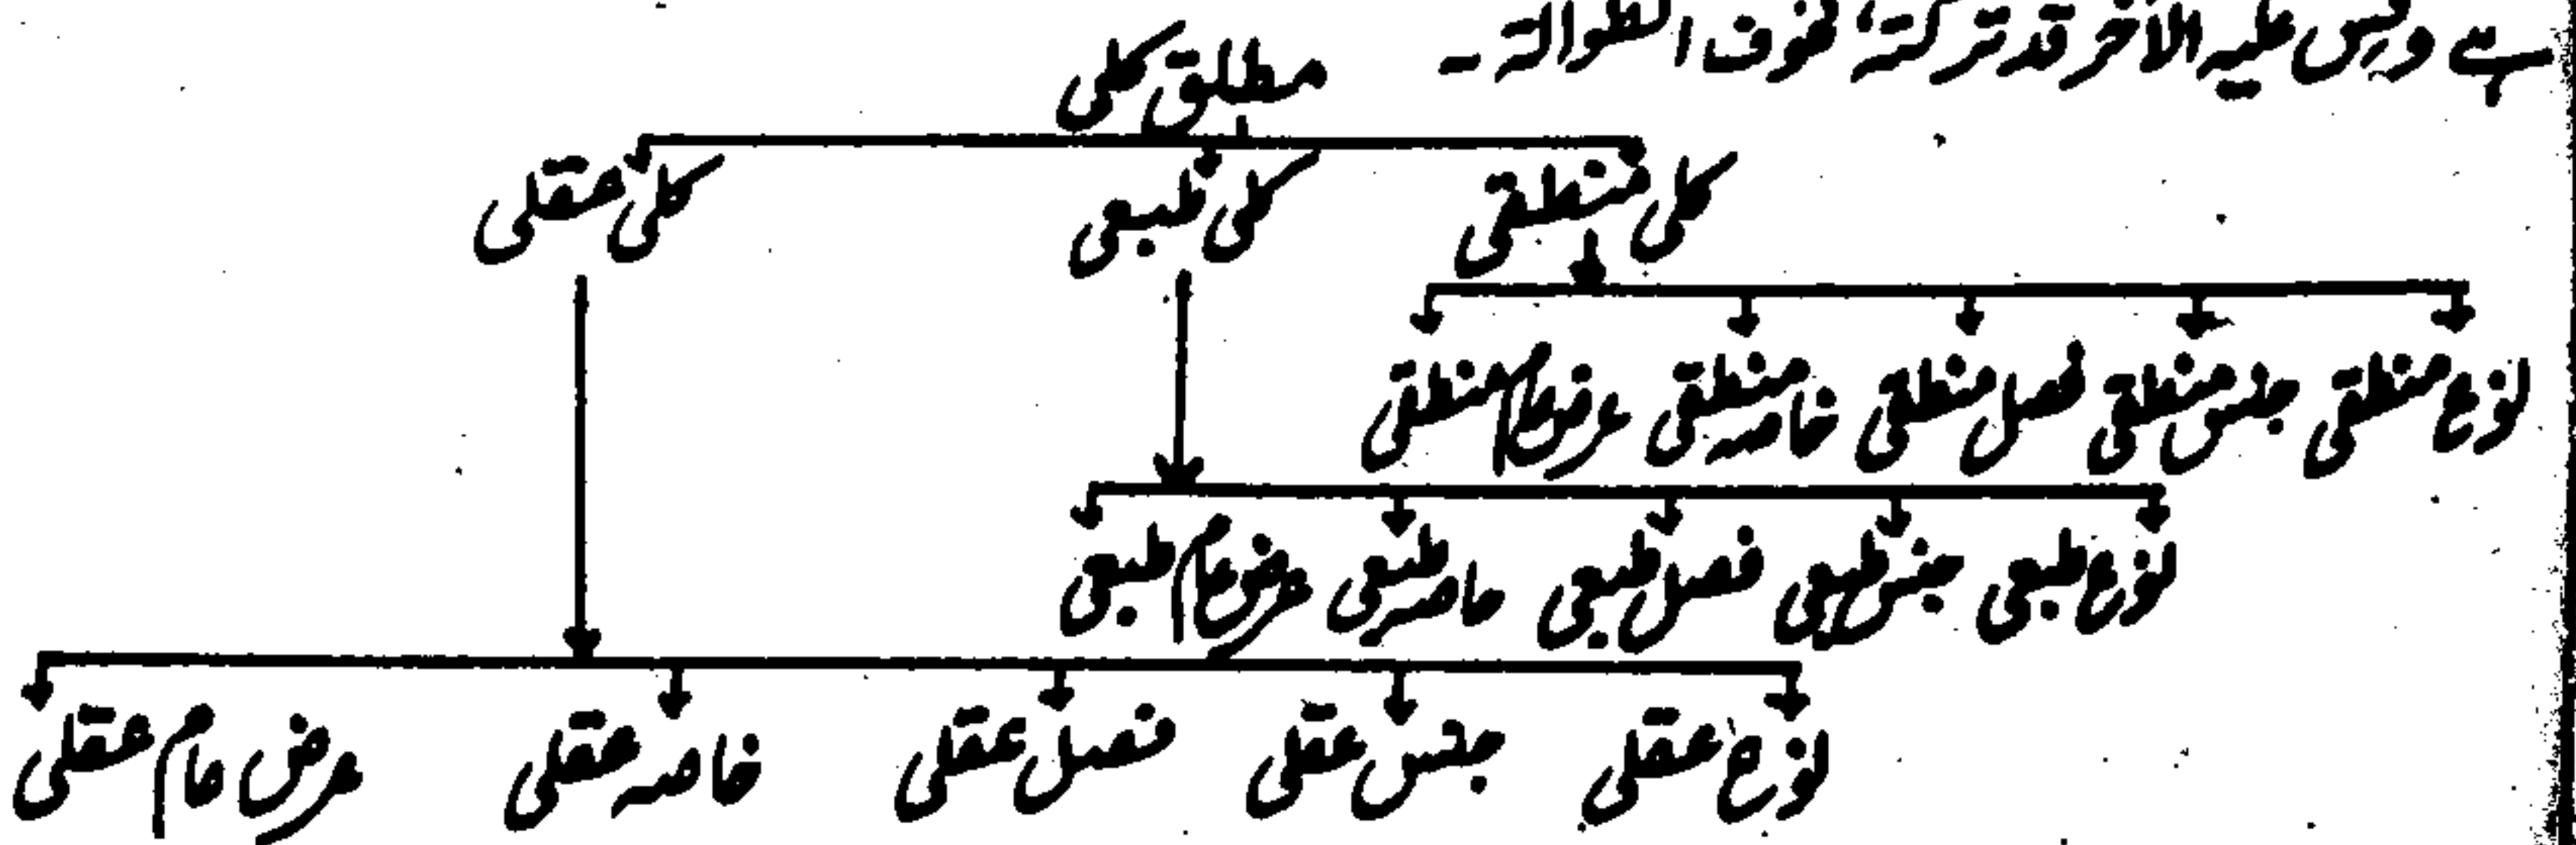 ہے وقس علیہ الآخر قد ترکتہ، لخوف الطوالۃ ۔
مطلق کلی
کلی منطقی کلی طبعی کلی عقلی
نوع منطقی جنس منطقی فصل منطقی خاصہ منطقی عرض عام منطقی
نوع طبعی جنس طبعی فصل طبعی خاصہ طبعی عرض عام طبعی
نوع عقلی جنس عقلی فصل عقلی خاصہ عقلی عرض عام عقلی